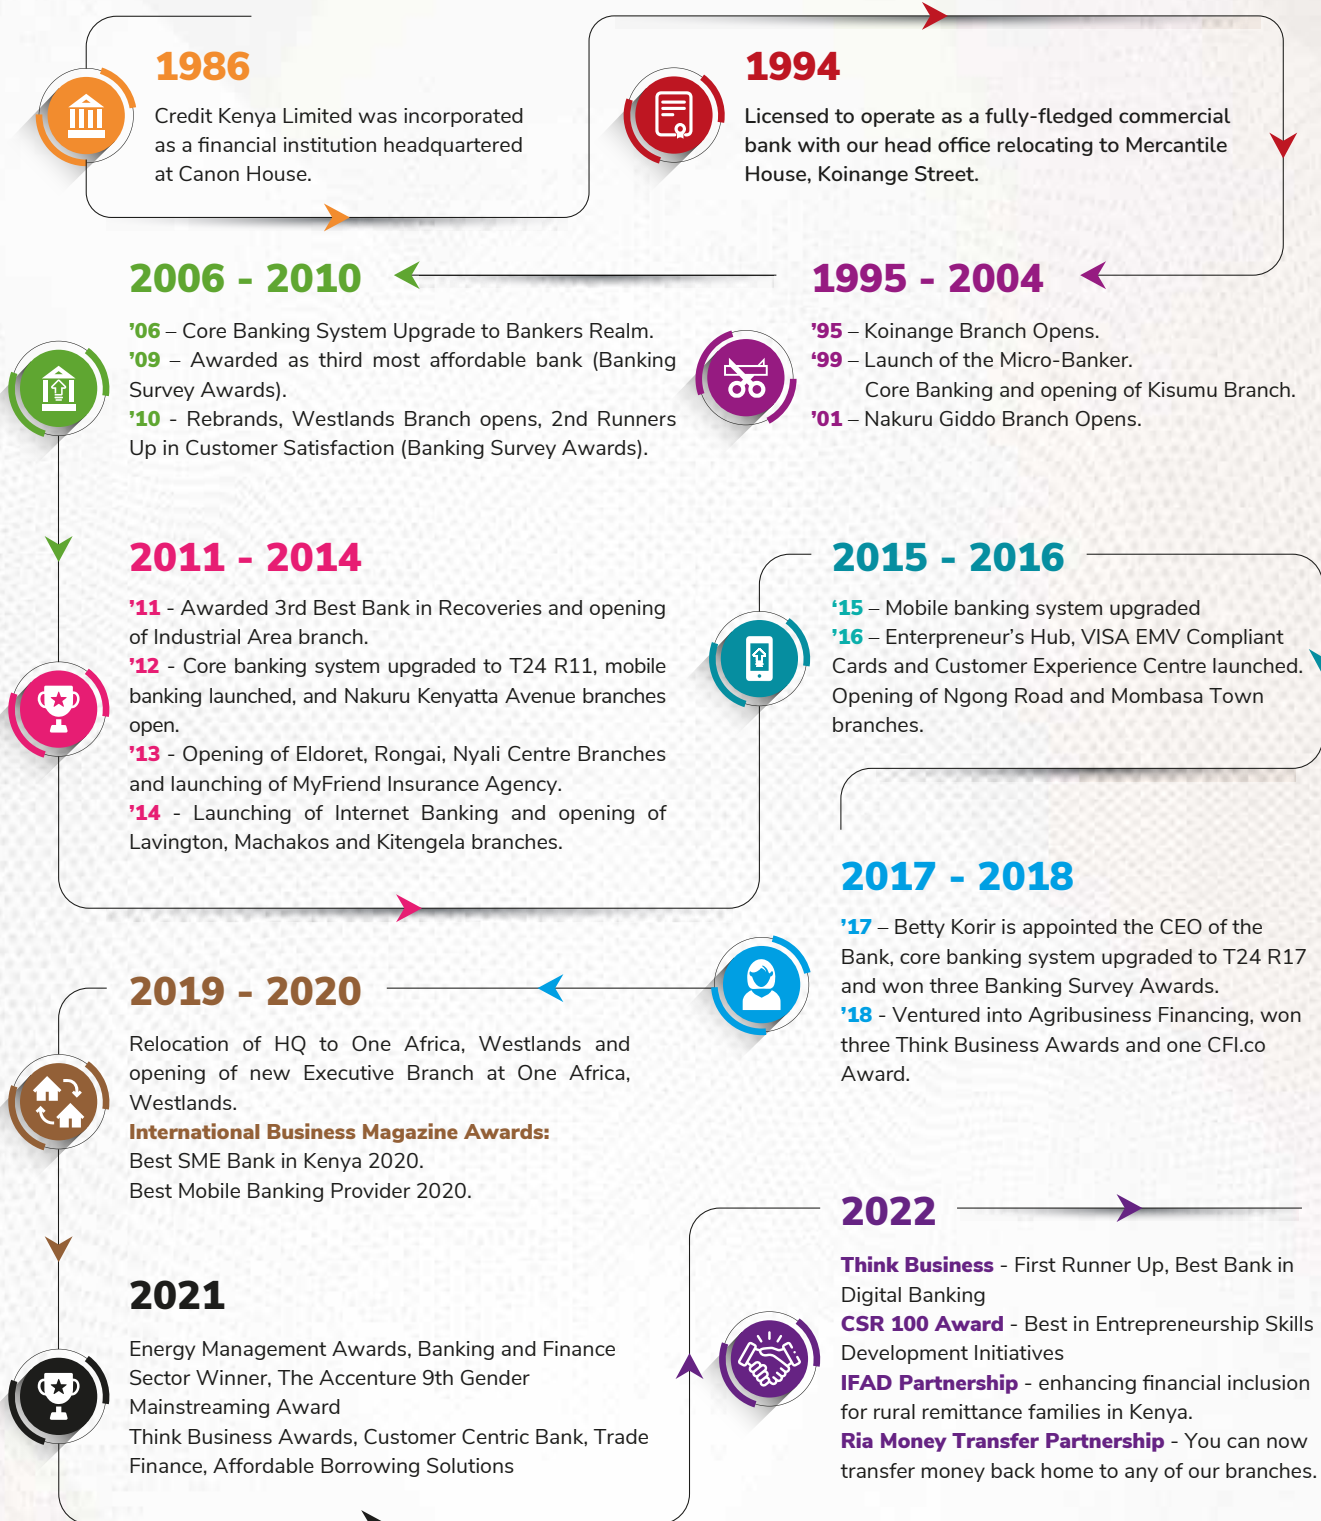 1986
Credit Kenya Limited was incorporated
as a financial institution headquartered
at Canon House.
1994
Licensed to operate as a fully-fledged commercial
bank with our head office relocating to Mercantile
House, Koinange Street.
1995 - 2004
’95 – Koinange Branch Opens.
‘99 – Launch of the Micro-Banker.
Core Banking and opening of Kisumu Branch.
’01 – Nakuru Giddo Branch Opens.
2006 - 2010
’06 – Core Banking System Upgrade to Bankers Realm.
’09 – Awarded as third most affordable bank (Banking
Survey Awards).
’10 - Rebrands, Westlands Branch opens, 2nd Runners
Up in Customer Satisfaction (Banking Survey Awards).
2011 - 2014
’11 - Awarded 3rd Best Bank in Recoveries and opening
of Industrial Area branch.
’12 - Core banking system upgraded to T24 R11, mobile
banking launched, and Nakuru Kenyatta Avenue branches
open.
’13 - Opening of Eldoret, Rongai, Nyali Centre Branches
and launching of MyFriend Insurance Agency.
’14 - Launching of Internet Banking and opening of
Lavington, Machakos and Kitengela branches.
2015 - 2016
‘15 – Mobile banking system upgraded
’16 – Enterpreneur’s Hub, VISA EMV Compliant
Cards and Customer Experience Centre launched.
Opening of Ngong Road and Mombasa Town
branches.
2017 - 2018
’17 – Betty Korir is appointed the CEO of the
Bank, core banking system upgraded to T24 R17
and won three Banking Survey Awards.
’18 - Ventured into Agribusiness Financing, won
three Think Business Awards and one CFI.co
Award.
2019 - 2020
Relocation of HQ to One Africa, Westlands and
opening of new Executive Branch at One Africa,
Westlands.
International Business Magazine Awards:
Best SME Bank in Kenya 2020.
Best Mobile Banking Provider 2020.
2021
Energy Management Awards, Banking and Finance
Sector Winner, The Accenture 9th Gender
Mainstreaming Award
Think Business Awards, Customer Centric Bank, Trade
Finance, Affordable Borrowing Solutions
2022
Think Business - First Runner Up, Best Bank in
Digital Banking
CSR 100 Award - Best in Entrepreneurship Skills
Development Initiatives
IFAD Partnership - enhancing financial inclusion
for rural remittance families in Kenya.
Ria Money Transfer Partnership - You can now
transfer money back home to any of our branches.